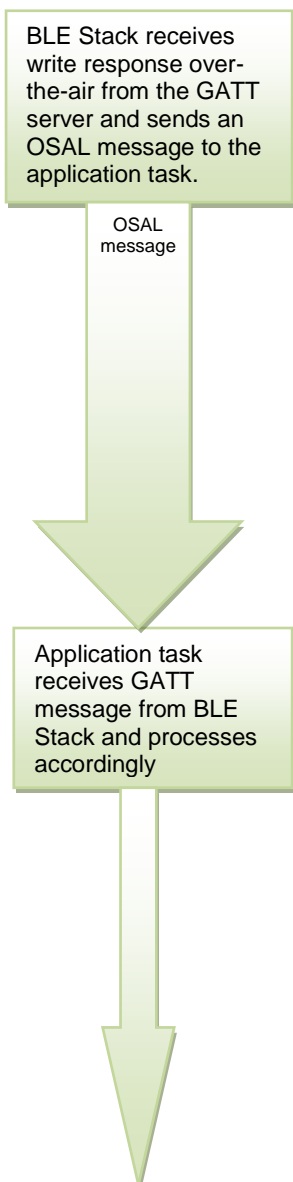 BLE Stack receives
write response over-
the-air from the GATT
server and sends an
OSAL message to the
application task.
OSAL
message
Application task
receives GATT
message from BLE
Stack and processes
accordingly